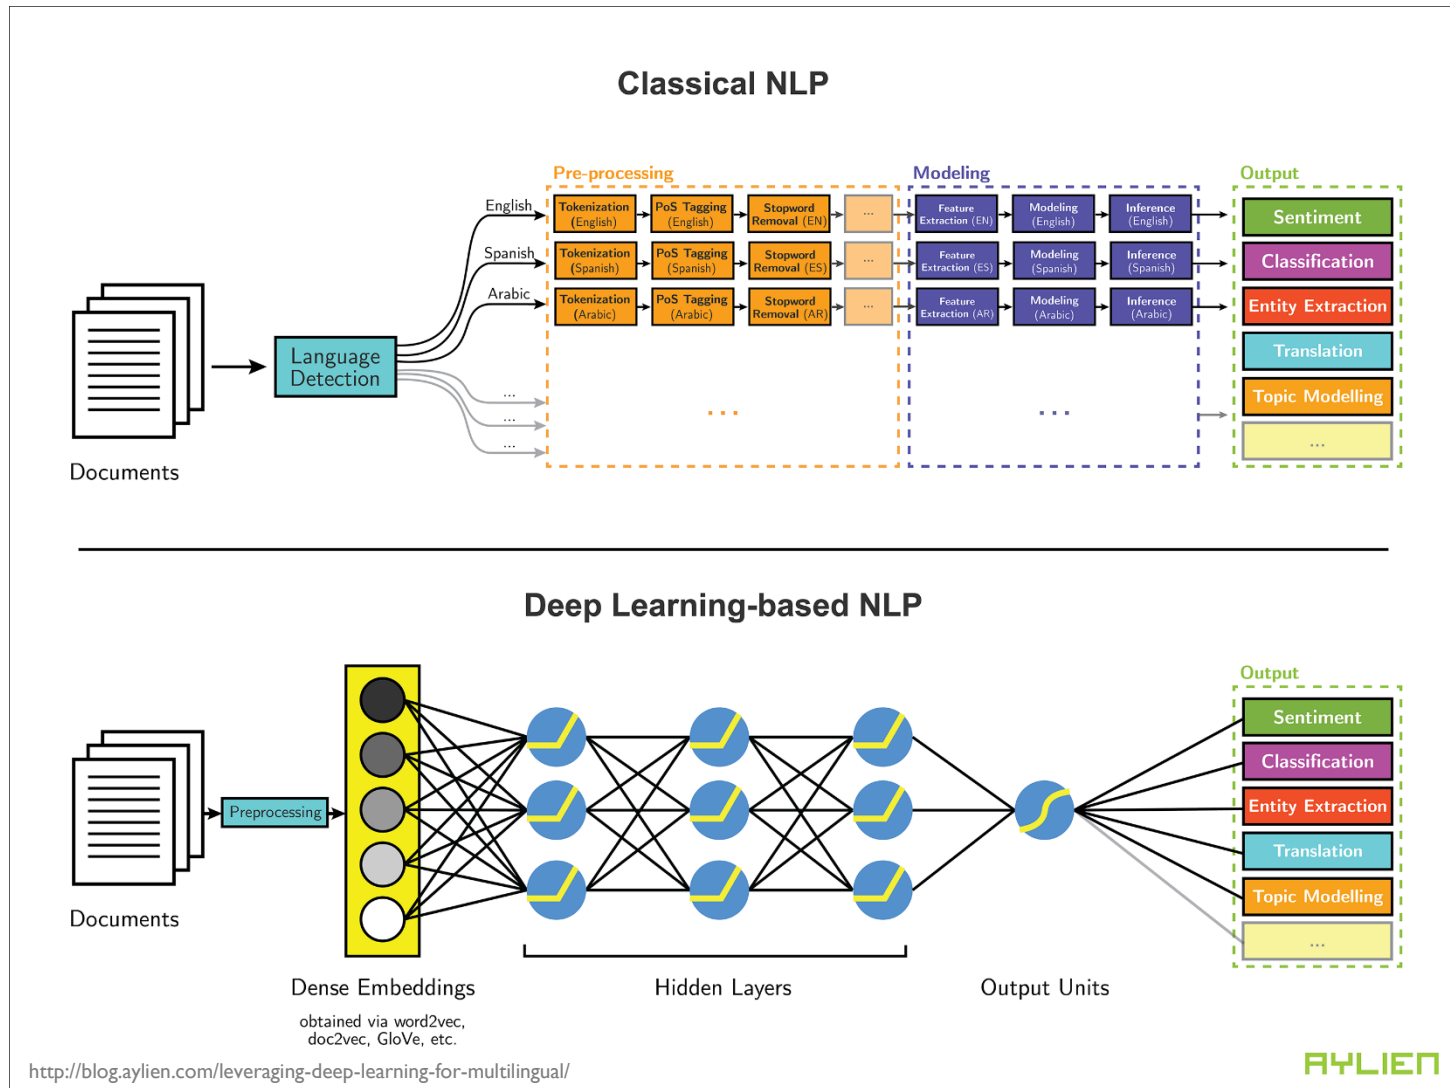 Classical NLP
Pre-processing
Modeling
Output
English
Tokenization
(English)
PoS Tagging
(English)
Stopword
Removal (EN)
...
Feature
Extraction (EN)
Modeling
(English)
Inference
(English)
Sentiment
Spanish
Tokenization
(Spanish)
PoS Tagging
(Spanish)
Stopword
Removal (ES)
...
Feature
Extraction (ES)
Modeling
(Spanish)
Inference
(Spanish)
Classification
Arabic
Tokenization
(Arabic)
PoS Tagging
(Arabic)
Stopword
Removal (AR)
...
Feature
Extraction (AR)
Modeling
(Arabic)
Inference
(Arabic)
Entity Extraction
Language
Detection
Translation
...
...
...
...
...
Topic Modelling
...
Documents
Deep Learning-based NLP
Output
Sentiment
Classification
Preprocessing
Entity Extraction
Translation
Topic Modelling
...
Documents
Dense Embeddings
obtained via word2vec,
doc2vec, GloVe, etc.
Hidden Layers
Output Units
http://blog.aylien.com/leveraging-deep-learning-for-multilingual/
AYLIEN